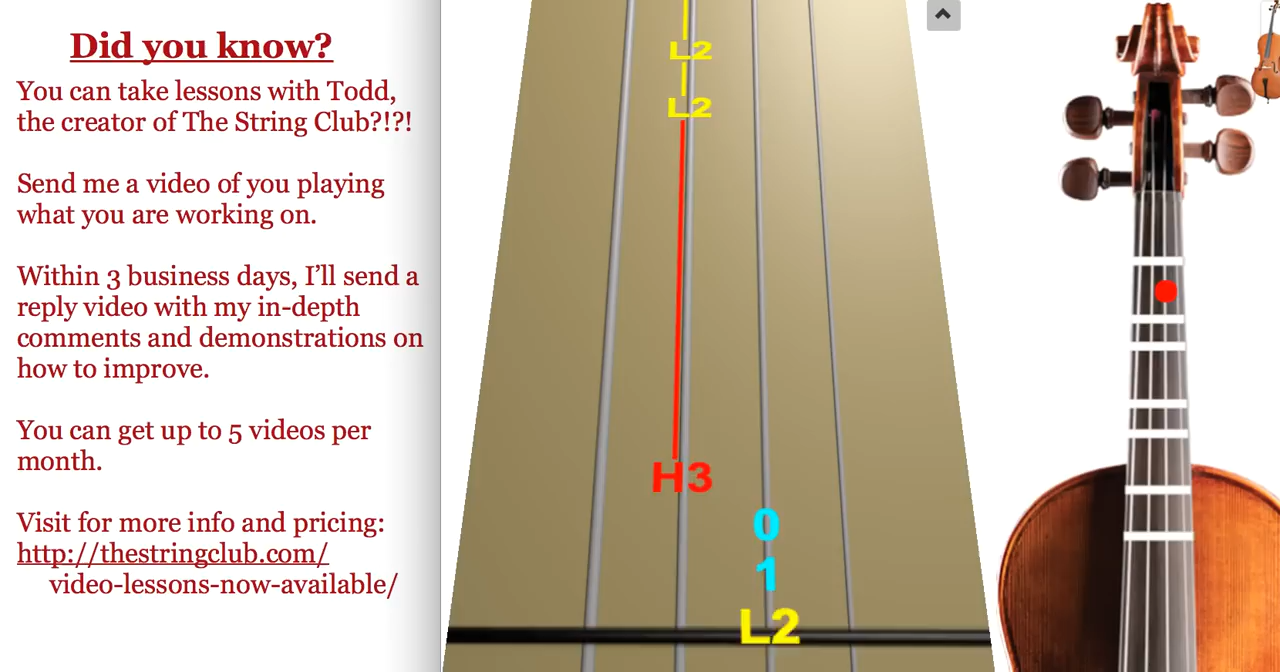 Did you know?
You can take lessons with Todd,
the creator of The String Club?!?!
Send me a video of you playing
what you are working on.
Within 3 business days, I’ll send a
reply video with my in-depth
comments and demonstrations on
how to improve.
You can get up to 5 videos per
month.
Visit for more info and pricing:
http://thestringclub.com/
video-lessons-now-available/
L2
L2
H3
0
1
L2